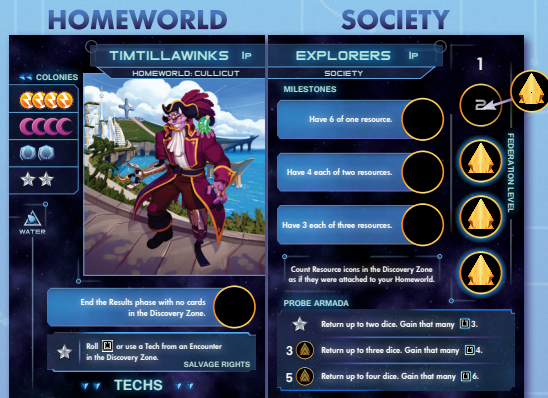 HOMEWORLD
SOCIETY
TIMTILLAWINKS 1P
HOMEWORLD: CULLICUT
COLONIES
WATER
End the Results phase with no cards
in the Discovery Zone.
Roll or use a Tech from an Encounter
in the Discovery Zone.
SALVAGE RIGHTS
TECHS
EXPLORERS 1P
SOCIETY
MILESTONES
Have 6 of one resource.
Have 4 each of two resources.
Have 3 each of three resources.
Count Resource icons in the Discovery Zone
as if they were attached to your Homeworld.
PROBE ARMADA
Return up to two dice. Gain that many 3.
3 Return up to three dice. Gain that many 4.
5 Return up to four dice. Gain that many 6.
1
2
FEDERATION LEVEL